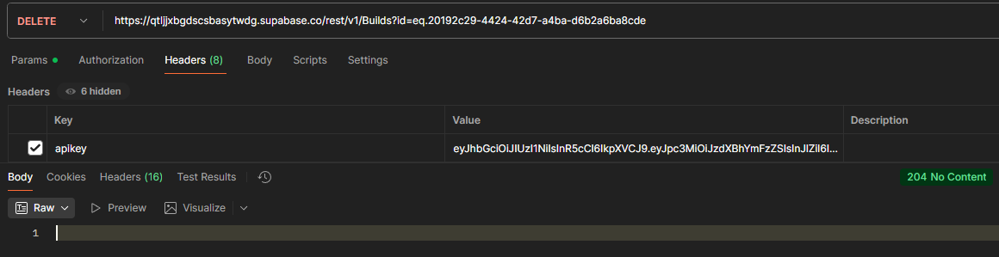 DELETE https://qtljjxbgdscsbasytwdg.supabase.co/rest/v1/Builds?id=eq.20192c29-4424-42d7-a4ba-d6b2a6ba8cde
Params Authorization Headers (8) Body Scripts Settings
Headers 6 hidden
Key Value Description
apikey eyJhbGciOiJIUzI1NiIsInR5cCI6IkpXVCJ9.eyJpc3MiOiJzdXBhYmFzZSIsInJlZiI6I...
Body Cookies Headers (16) Test Results 204 No Content
Raw Preview Visualize
1